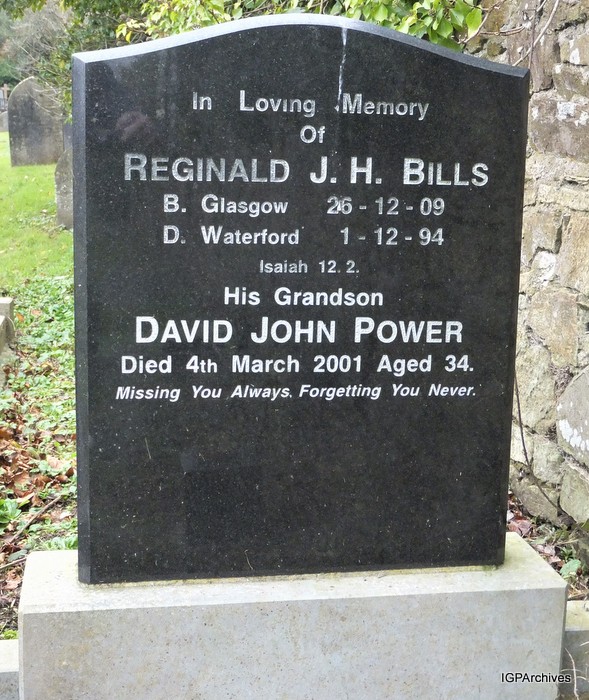 In Loving Memory
Of
REGINALD J. H. BILLS
B. Glasgow 26 - 12 - 09
D. Waterford 1 - 12 - 94
Isaiah 12. 2.
His Grandson
DAVID JOHN POWER
Died 4th March 2001 Aged 34.
Missing You Always. Forgetting You Never.
IGPArchives